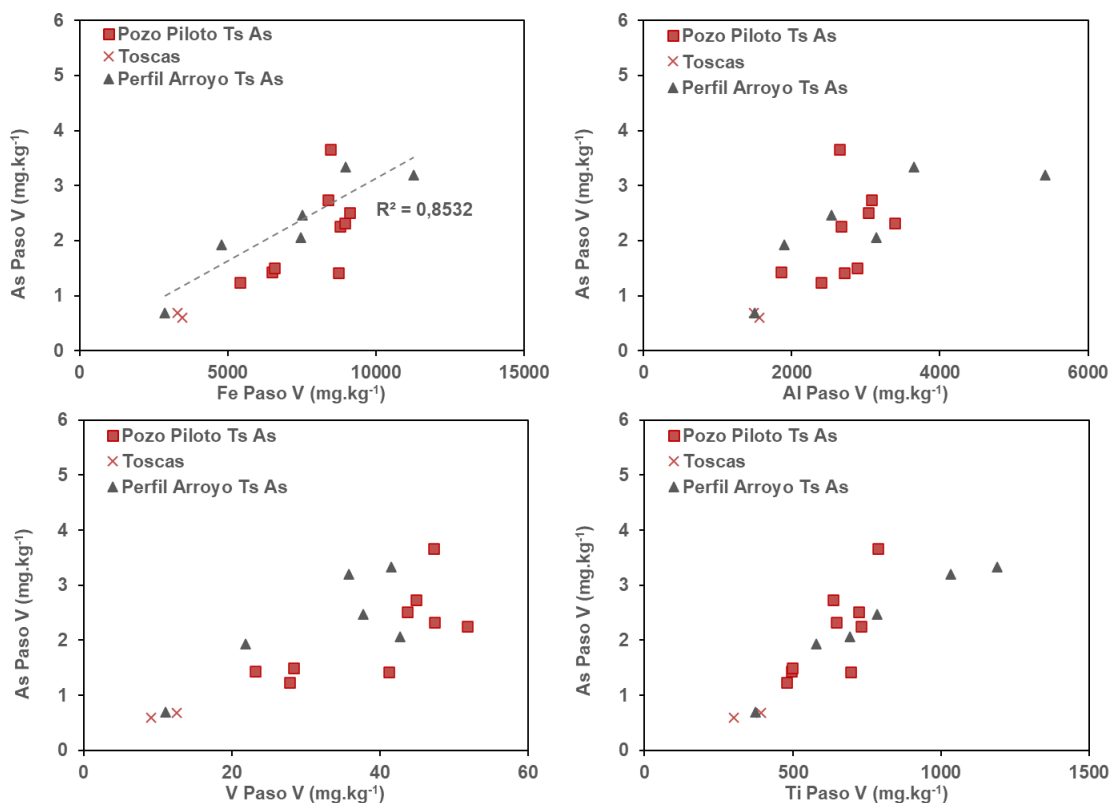 6
5
4
3
2
1
0
As Paso V (mg.kg⁻¹)
Pozo Piloto Ts As
Toscas
Perfil Arroyo Ts As
R² = 0,8532
0
5000
10000
15000
Fe Paso V (mg.kg⁻¹)
6
5
4
3
2
1
0
As Paso V (mg.kg⁻¹)
Pozo Piloto Ts As
Toscas
Perfil Arroyo Ts As
0
2000
4000
6000
Al Paso V (mg.kg⁻¹)
6
5
4
3
2
1
0
As Paso V (mg.kg⁻¹)
Pozo Piloto Ts As
Toscas
Perfil Arroyo Ts As
0
20
40
60
V Paso V (mg.kg⁻¹)
6
5
4
3
2
1
0
As Paso V (mg.kg⁻¹)
Pozo Piloto Ts As
Toscas
Perfil Arroyo Ts As
0
500
1000
1500
Ti Paso V (mg.kg⁻¹)